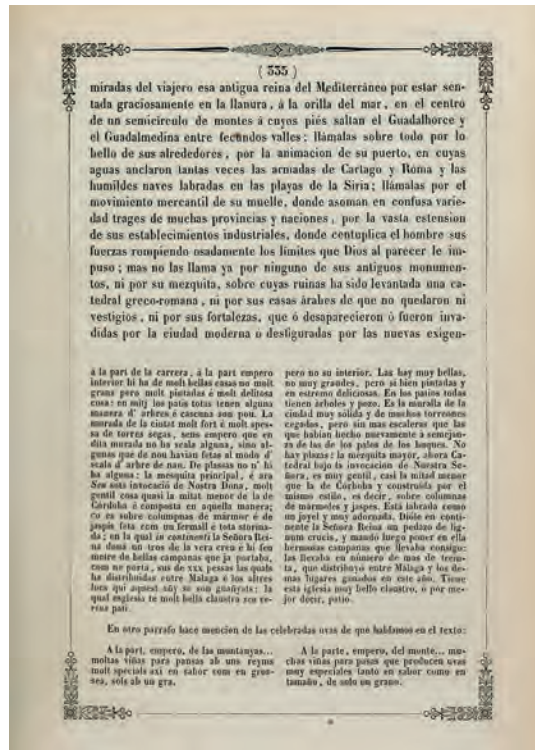 ( 335 )
miradas del viajero esa antigua reina del Mediterráneo por estar sen-
tada graciosamente en la llanura, á la orilla del mar, en el centro
de un semicírculo de montes á cuyos piés saltan el Guadalhorce y
el Guadalmedina entre fecundos valles; llámalas sobre todo por lo
bello de sus alrededores, por la animacion de su puerto, en cuyas
aguas anclaron tantas veces las armadas de Cartago y Roma y las
humildes naves labradas en las playas de la Siria; llámalas por el
movimiento mercantil de su muelle, donde asoman en confusa varie-
dad trages de muchas provincias y naciones, por la vasta estension
de sus establecimientos industriales, donde centuplica el hombre sus
fuerzas rompiendo osadamente los límites que Dios al parecer le im-
puso; mas no las llama ya por ninguno de sus antiguos monumen-
tos, ni por su mezquita, sobre cuyas ruinas ha sido levantada una ca-
tedral greco-romana, ni por sus casas árabes de que no quedaron ni
vestigios, ni por sus fortalezas, que ó desaparecieron ó fueron inva-
didas por la ciudad moderna o desfiguradas por las nuevas exigen-
á la part de la carrera, á la part empero
interior hi ha de molt bellas casas no molt
grans pero molt pintadas é molt delitosa
cosa: en mitj los patis totas tenen alguna
manera d' arbres é cascuna son pou. La
murada de la ciutat molt fort é molt spes-
sa de torres segas, sens empero que en
dita murada no ha scala alguna, sino al-
gunas que de nou havian fetas al modo d'
scala d' arbre de nau. De plassas no n' hi
ha alguna: la mesquita principal, é ara
Seu sota invocació de Nostra Dona, molt
gentil cosa quasi la mitat menor de la de
Córdoba é composta en aquella manera;
ço es sobre columpnas de mármor é de
jaspis feta com un fermall é tota aborna-
da; en la qual in continenti la Señora Rei-
na doná un tros de la vera creu é hi feu
metre de bellas campanas que ja portaba,
com ne porta, sus de xxx pessas las quals
ha distribuidas entre Málaga é los altres
locs qui aquest añy se son guañyats: la
qual esglesia te molt bella claustra seu ve-
rina pati.
pero no su interior. Las hay muy bellas,
no muy grandes, pero si bien pintadas y
en estremo deliciosas. En los patios todas
tienen árboles y pozo. Es la muralla de la
ciudad muy sólida y de muchos torreones
cegados, pero sin mas escaleras que las
que habian hecho nuevamente á semejan-
za de las de los palos de los buques. No
hay plazas: la mezquita mayor, ahora Ca-
tedral bajo la invocacion de Nuestra Se-
ñora, es muy gentil, casi la mitad menor
que la de Córdoba y construida por el
mismo estilo, es decir, sobre columnas
de mármoles y jaspes. Está labrada como
un joyel y muy adornada. Dióle en conti-
nente la Señora Reina un pedazo de lig-
num crucis, y mandó luego poner en ella
hermosas campanas que llevaba consigo:
las llevaba en número de mas de trein-
ta, que distribuyó entre Málaga y los de-
mas lugares ganados en este año. Tiene
esta iglesia muy bello claustro, ó por me-
jor decir, patio.
En otro párrafo hace mencion de las celebradas uvas de que hablamos en el texto:
A la part, empero, de las montanyas...
moltas viñas para pansas ab uns reyms
molt specials axi en sabor com en gros-
sea, sols ab un gra.
A la parte, empero, del monte... mu-
chas viñas para pasas que producen uvas
muy especiales tanto en sabor como en
tamaño, de solo un grano.